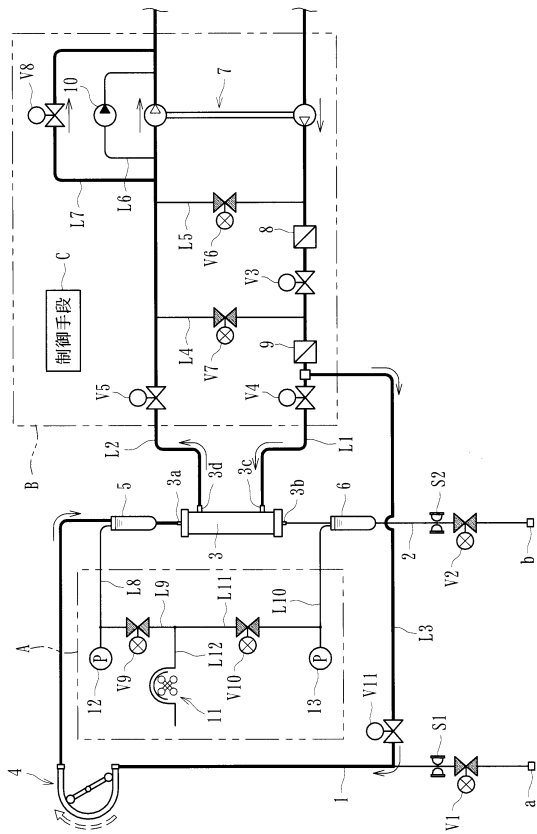 V8
10
7
L7
L6
L5
V6
8
V3
C
制御手段
L4
V7
9
V5
V4
B
L2
L1
3d
3c
3a
3b
5
3
6
S2
V2
b
2
L8
L9
L11
L10
L12
A
P
P
12
V9
V10
13
11
L3
V11
4
1
S1
V1
a